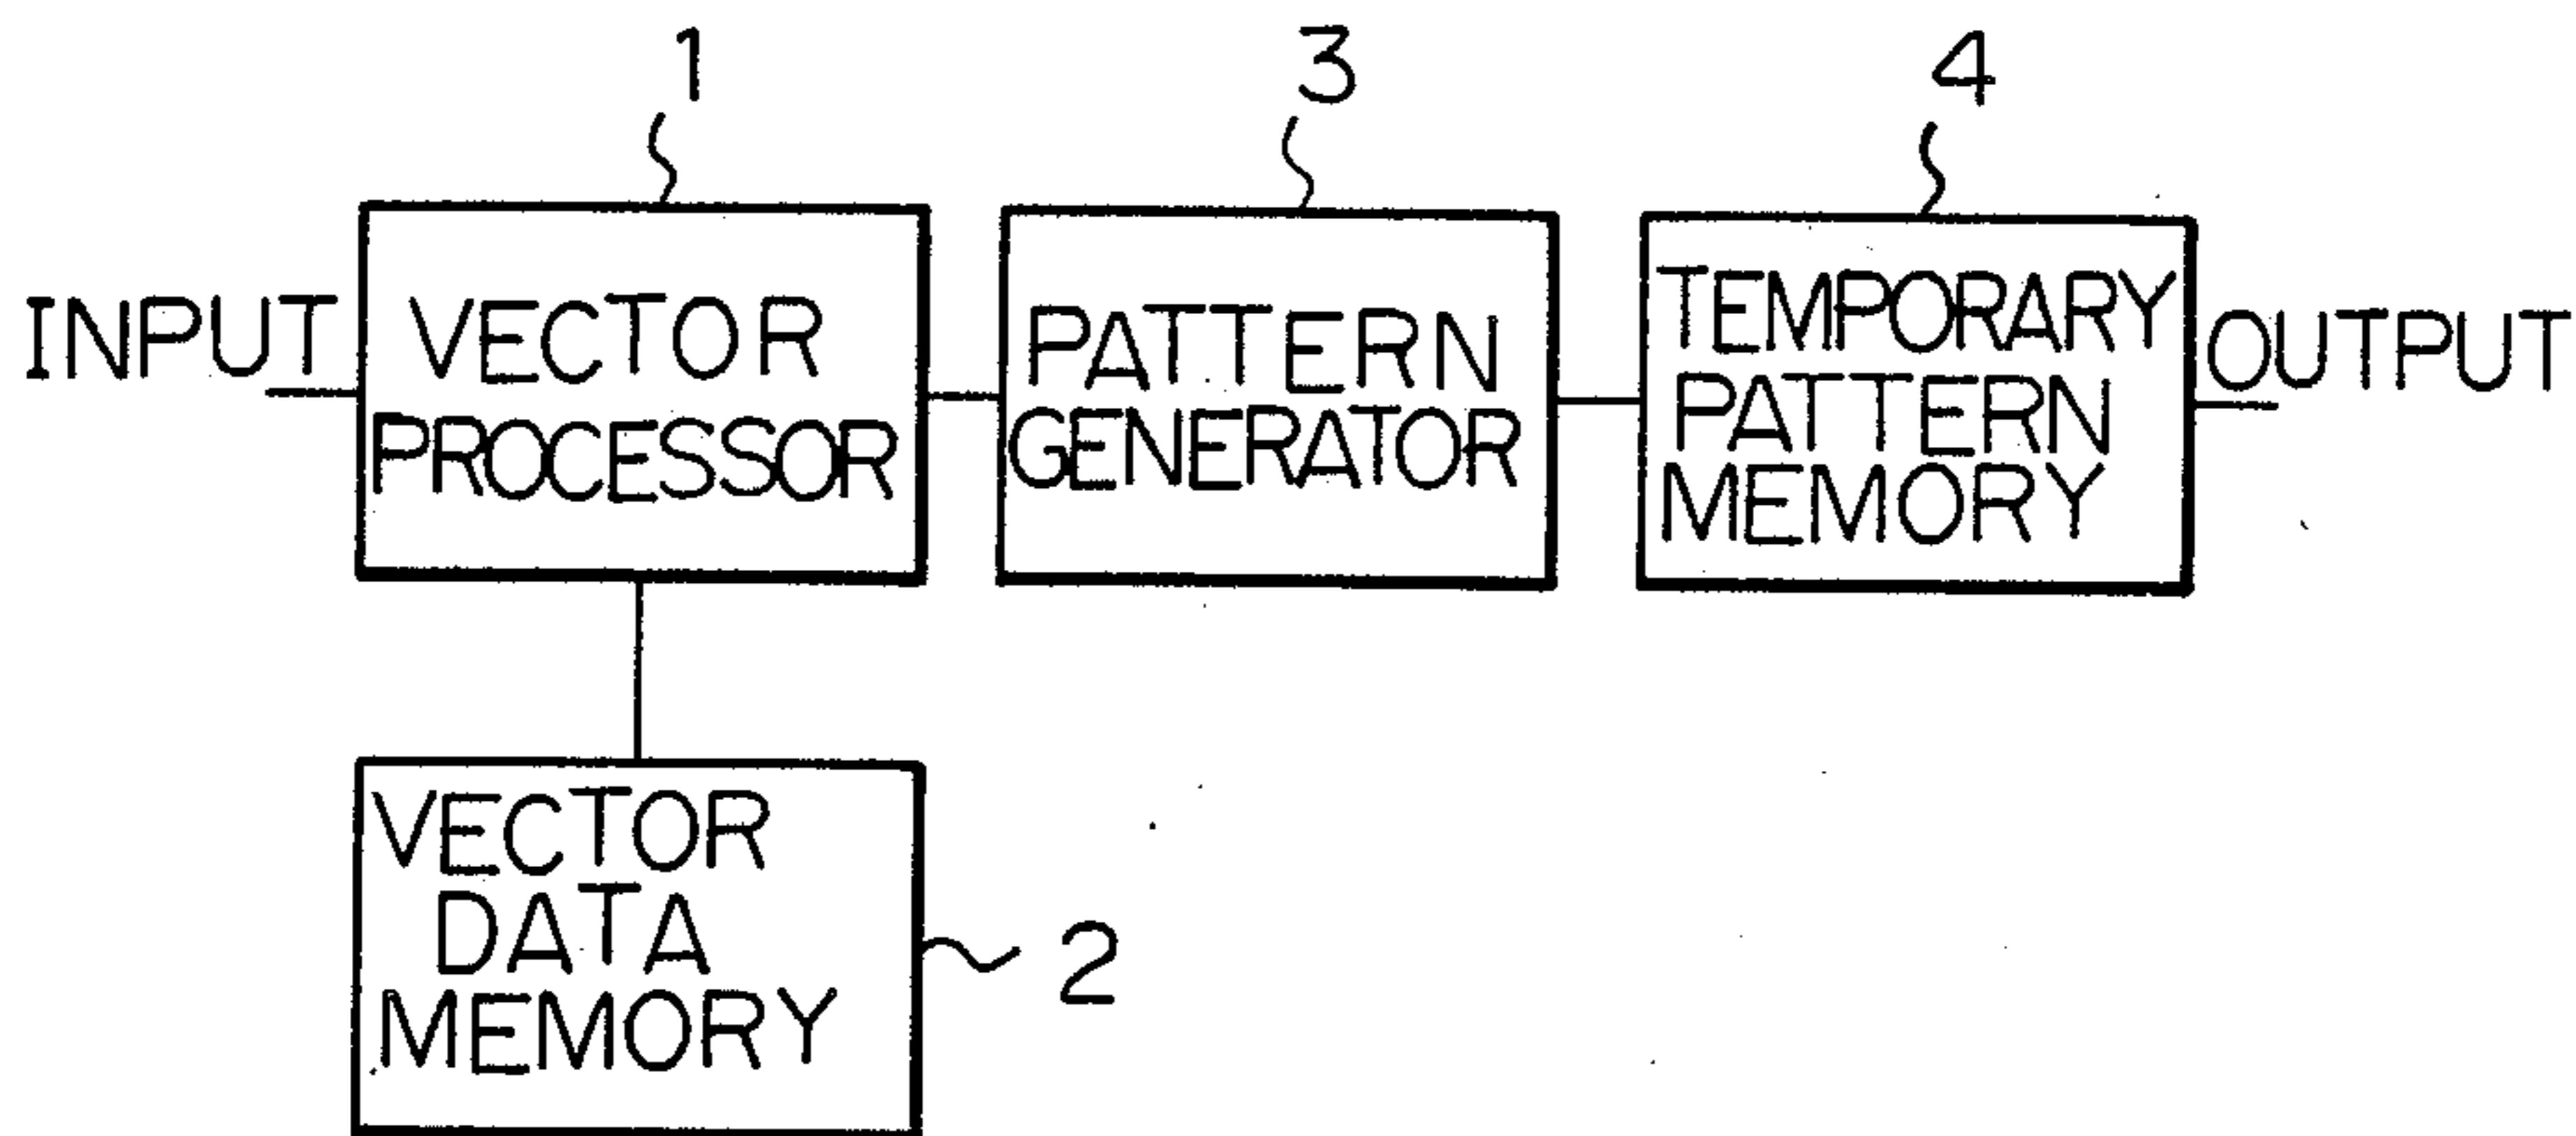 1
3
4
INPUT
VECTOR
PROCESSOR
PATTERN
GENERATOR
TEMPORARY
PATTERN
MEMORY
OUTPUT
VECTOR
DATA
MEMORY
2